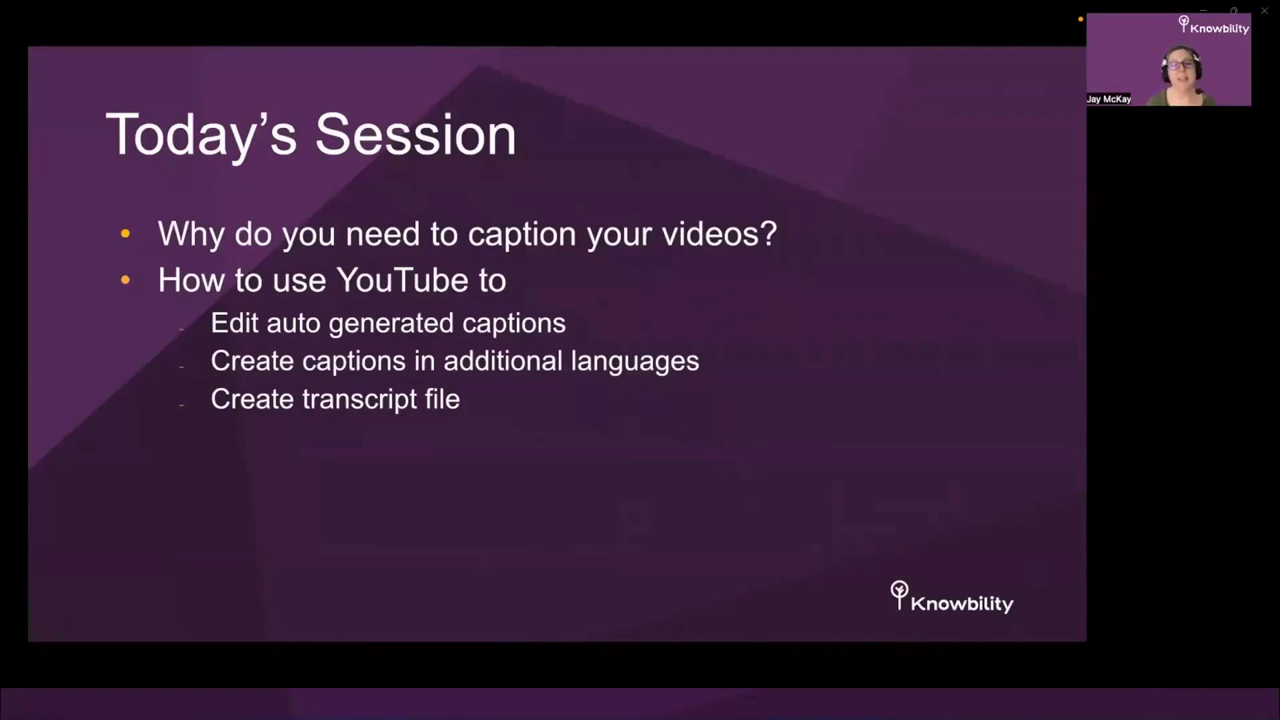 Knowbility
Jay McKay
Today's Session
• Why do you need to caption your videos?
• How to use YouTube to
- Edit auto generated captions
- Create captions in additional languages
- Create transcript file
Knowbility